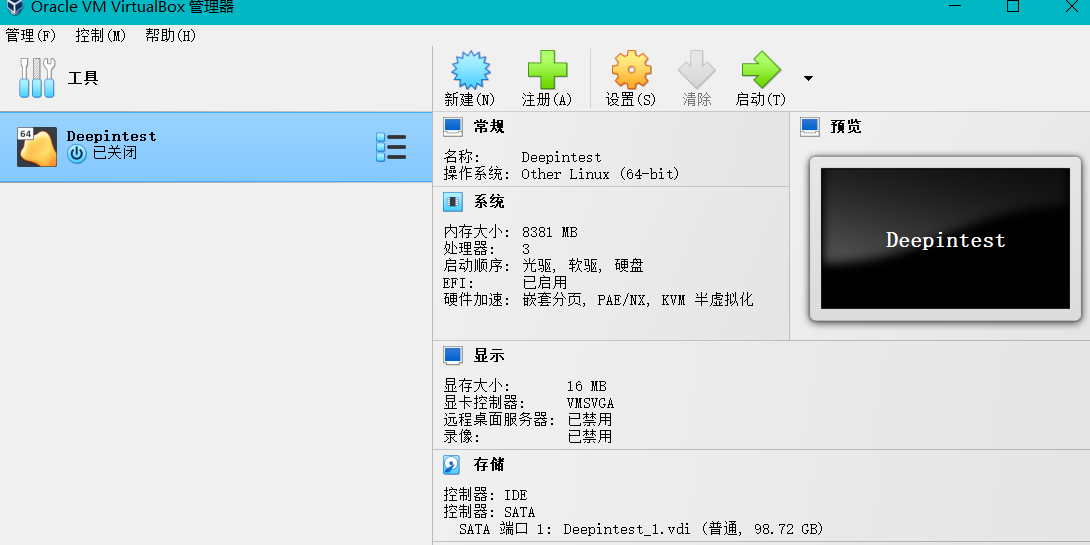 Oracle VM VirtualBox 管理器
管理(F) 控制(M) 帮助(H)
工具
新建(N) 注册(A) 设置(S) 清除 启动(T)
64
Deepintest
已关闭
常规
名称: Deepintest
操作系统: Other Linux (64-bit)
系统
内存大小: 8381 MB
处理器: 3
启动顺序: 光驱, 软驱, 硬盘
EFI: 已启用
硬件加速: 嵌套分页, PAE/NX, KVM 半虚拟化
预览
Deepintest
显示
显存大小: 16 MB
显卡控制器: VMSVGA
远程桌面服务器: 已禁用
录像: 已禁用
存储
控制器: IDE
控制器: SATA
SATA 端口 1: Deepintest_1.vdi (普通, 98.72 GB)